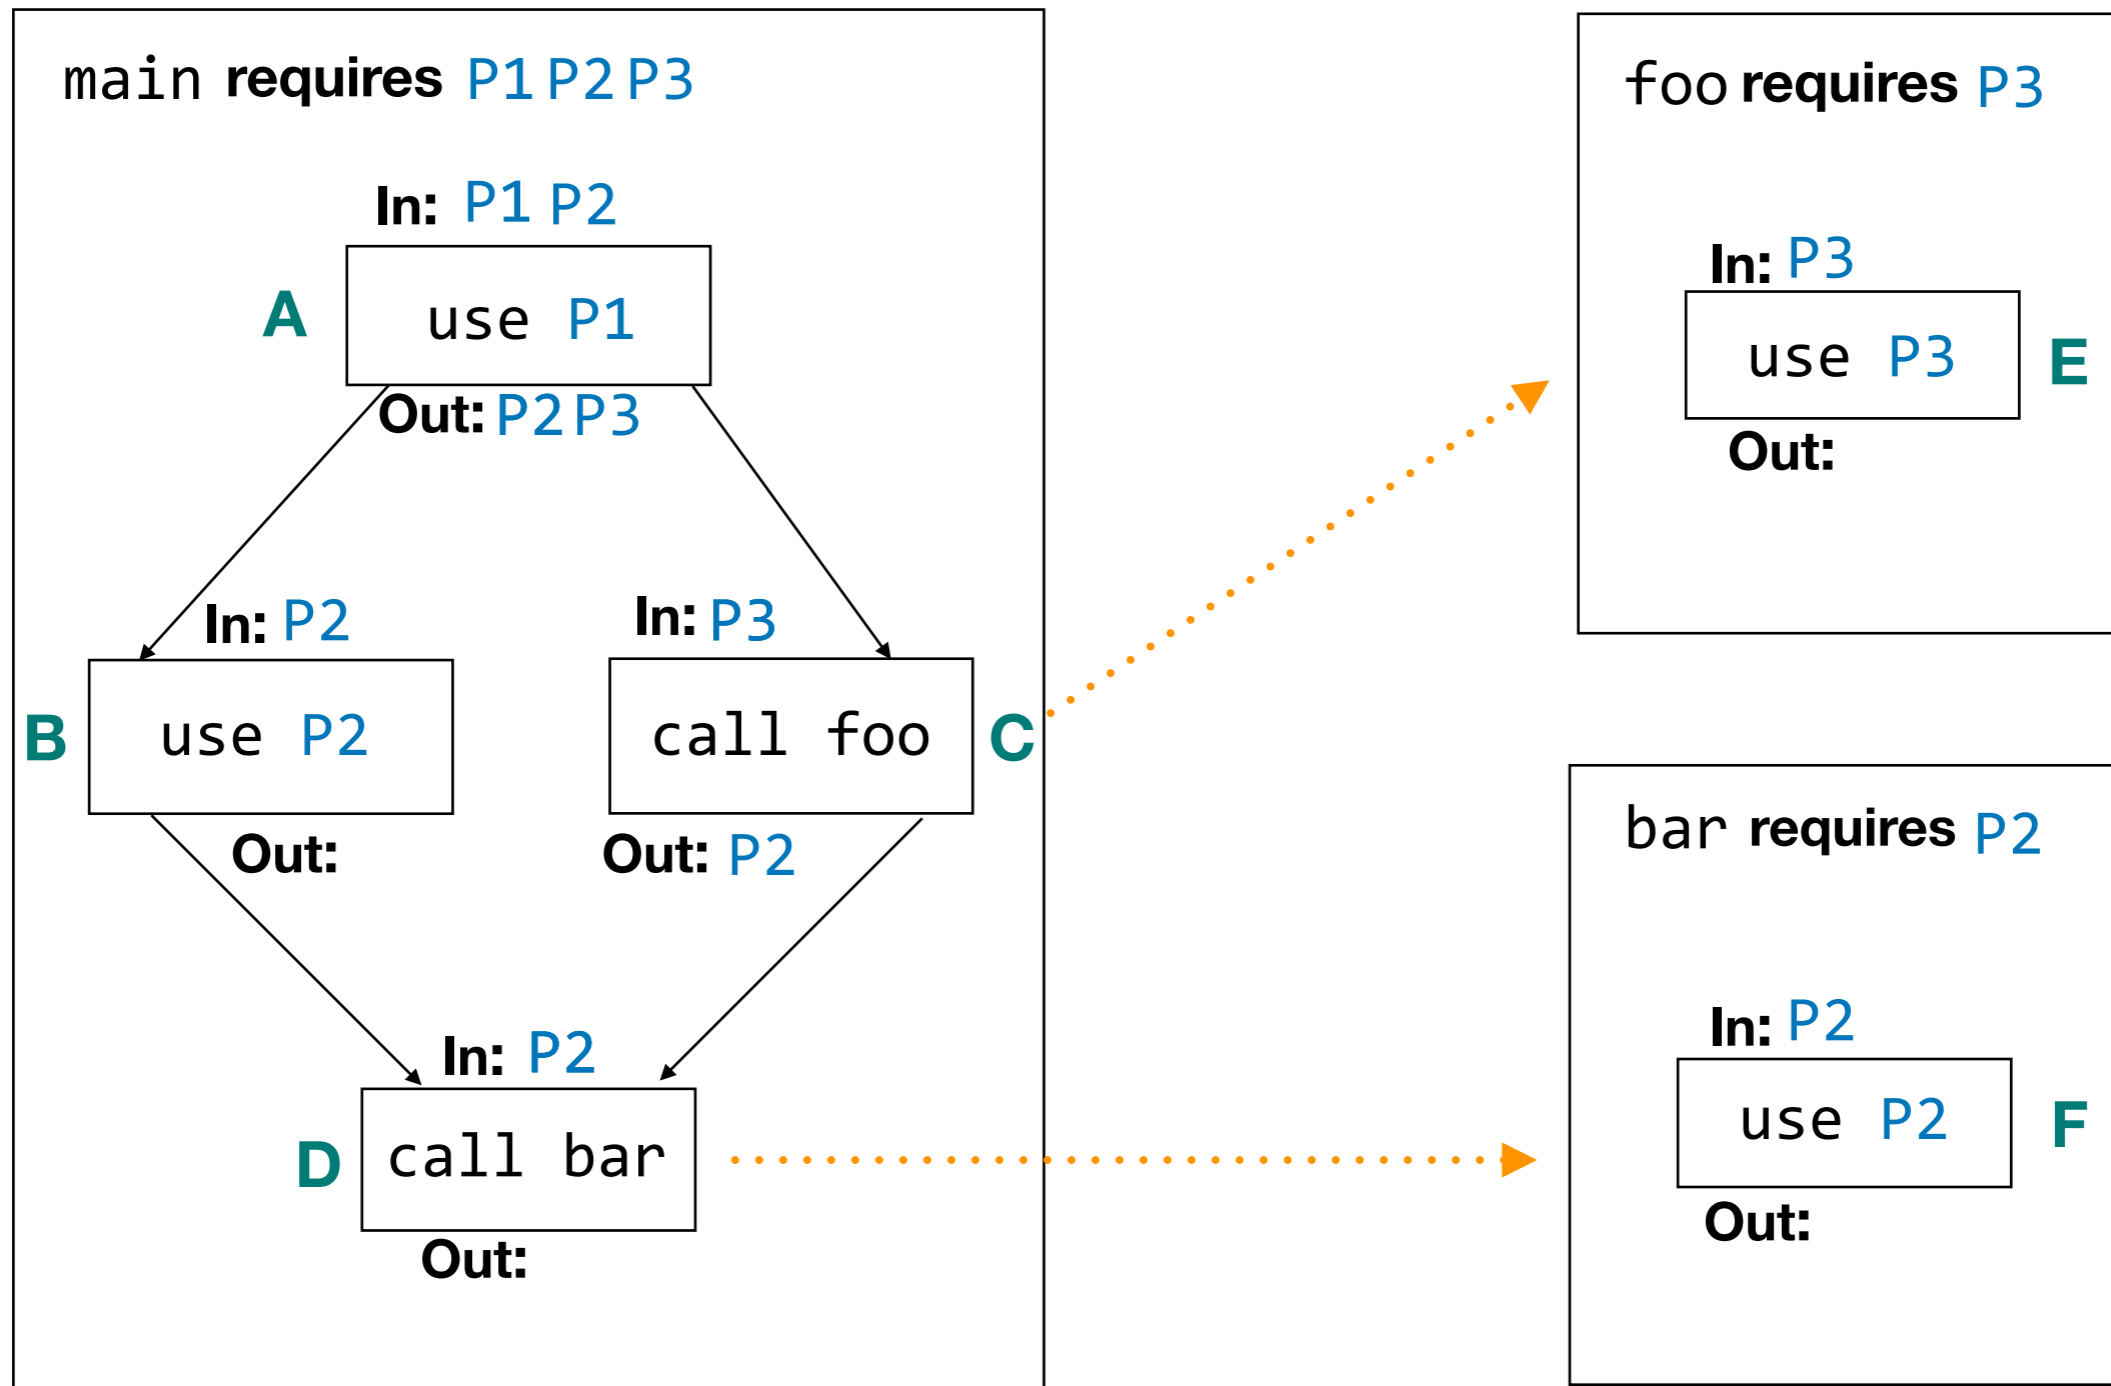 main requires P1 P2 P3
In: P1 P2
A
use P1
Out: P2 P3
In: P2
B
use P2
Out:
In: P3
call foo
C
Out: P2
In: P2
D
call bar
Out:
foo requires P3
In: P3
use P3
E
Out:
bar requires P2
In: P2
use P2
F
Out: